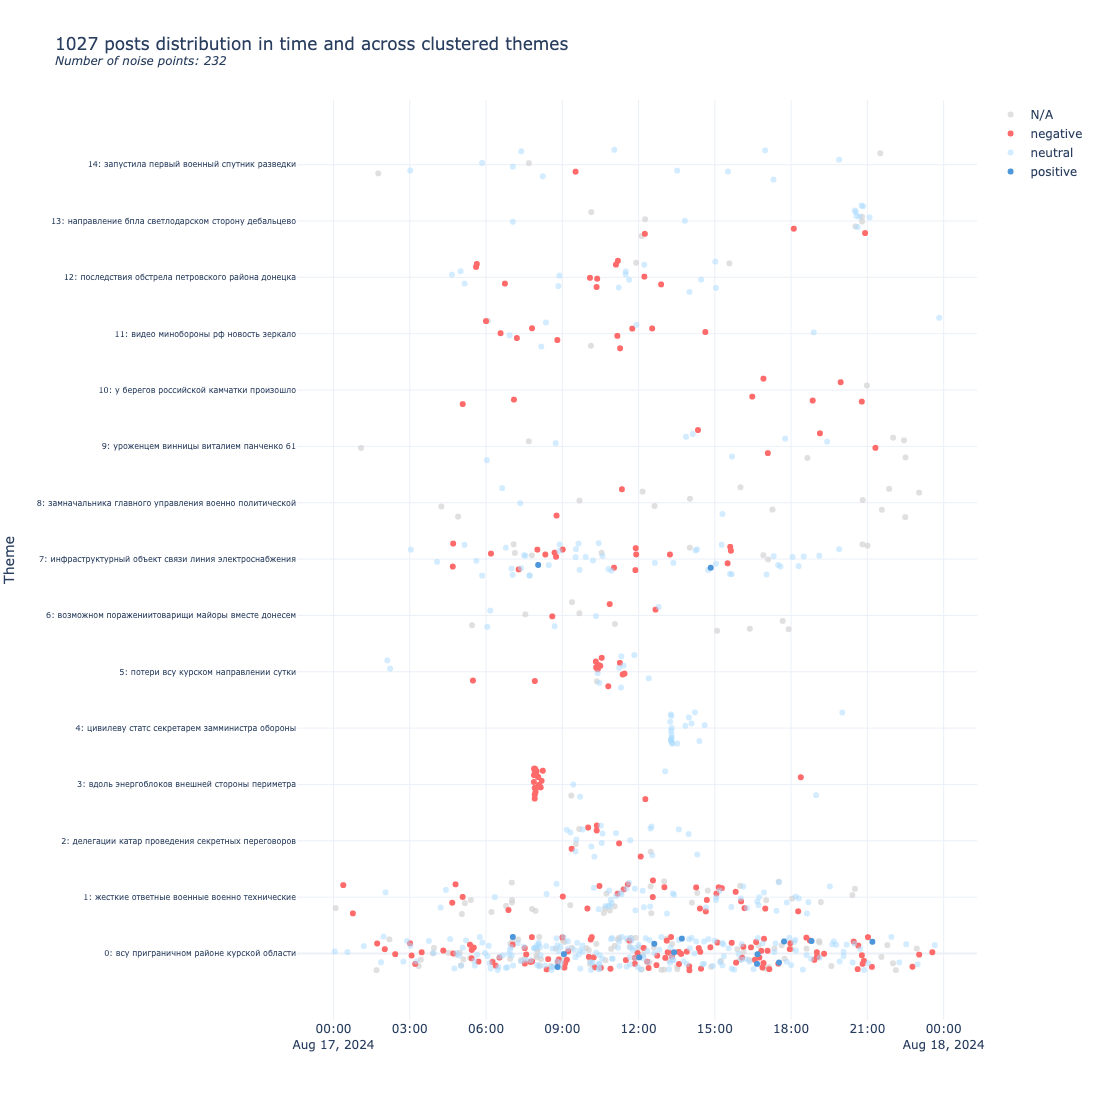 1027 posts distribution in time and across clustered themes
Number of noise points: 232
N/A
negative
neutral
positive
Theme
14: запустила первый военный спутник разведки
13: направление бпла светлодарском сторону дебальцево
12: последствия обстрела петровского района донецка
11: видео минобороны рф новость зеркало
10: у берегов российской камчатки произошло
9: уроженцем винницы виталием панченко 61
8: замначальника главного управления военно политической
7: инфраструктурный объект связи линия электроснабжения
6: возможном поражениитоварищи майоры вместе донесем
5: потери всу курском направлении сутки
4: цивилеву статс секретарем замминистра обороны
3: вдоль энергоблоков внешней стороны периметра
2: делегации катар проведения секретных переговоров
1: жесткие ответные военные военно технические
0: всу приграничном районе курской области
00:00 03:00 06:00 09:00 12:00 15:00 18:00 21:00 00:00
Aug 17, 2024 Aug 18, 2024